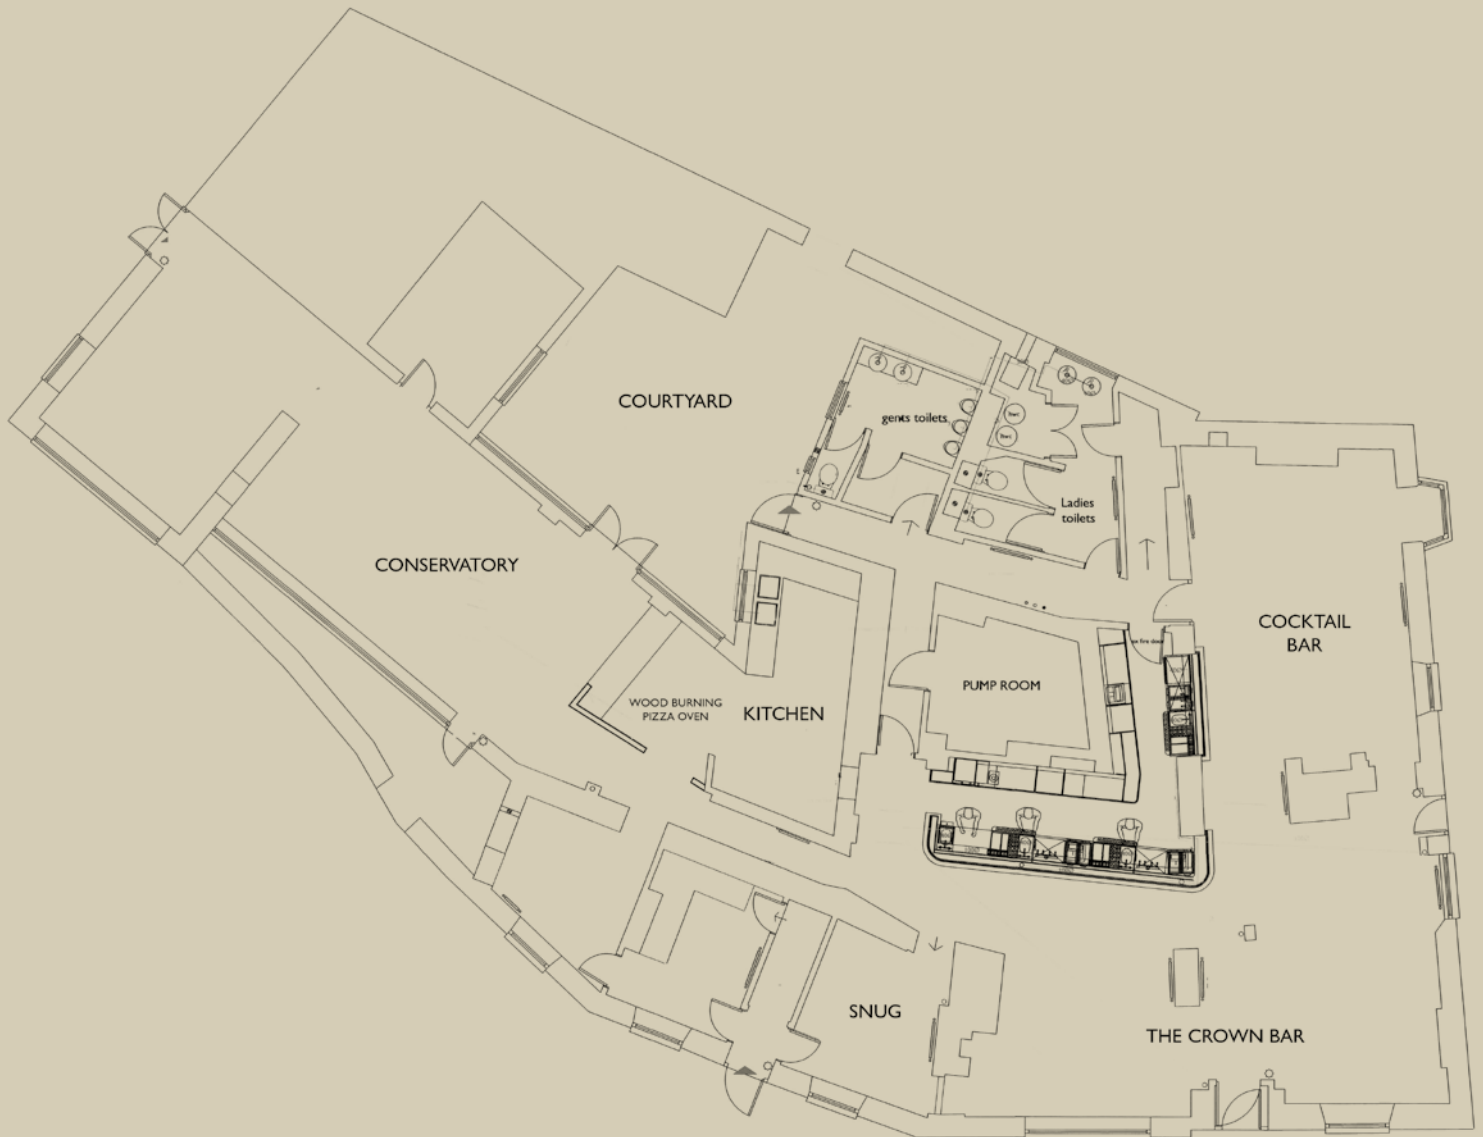 COURTYARD
gents toilets
Ladies
toilets
CONSERVATORY
COCKTAIL
BAR
PUMP ROOM
WOOD BURNING
PIZZA OVEN
KITCHEN
SNUG
THE CROWN BAR